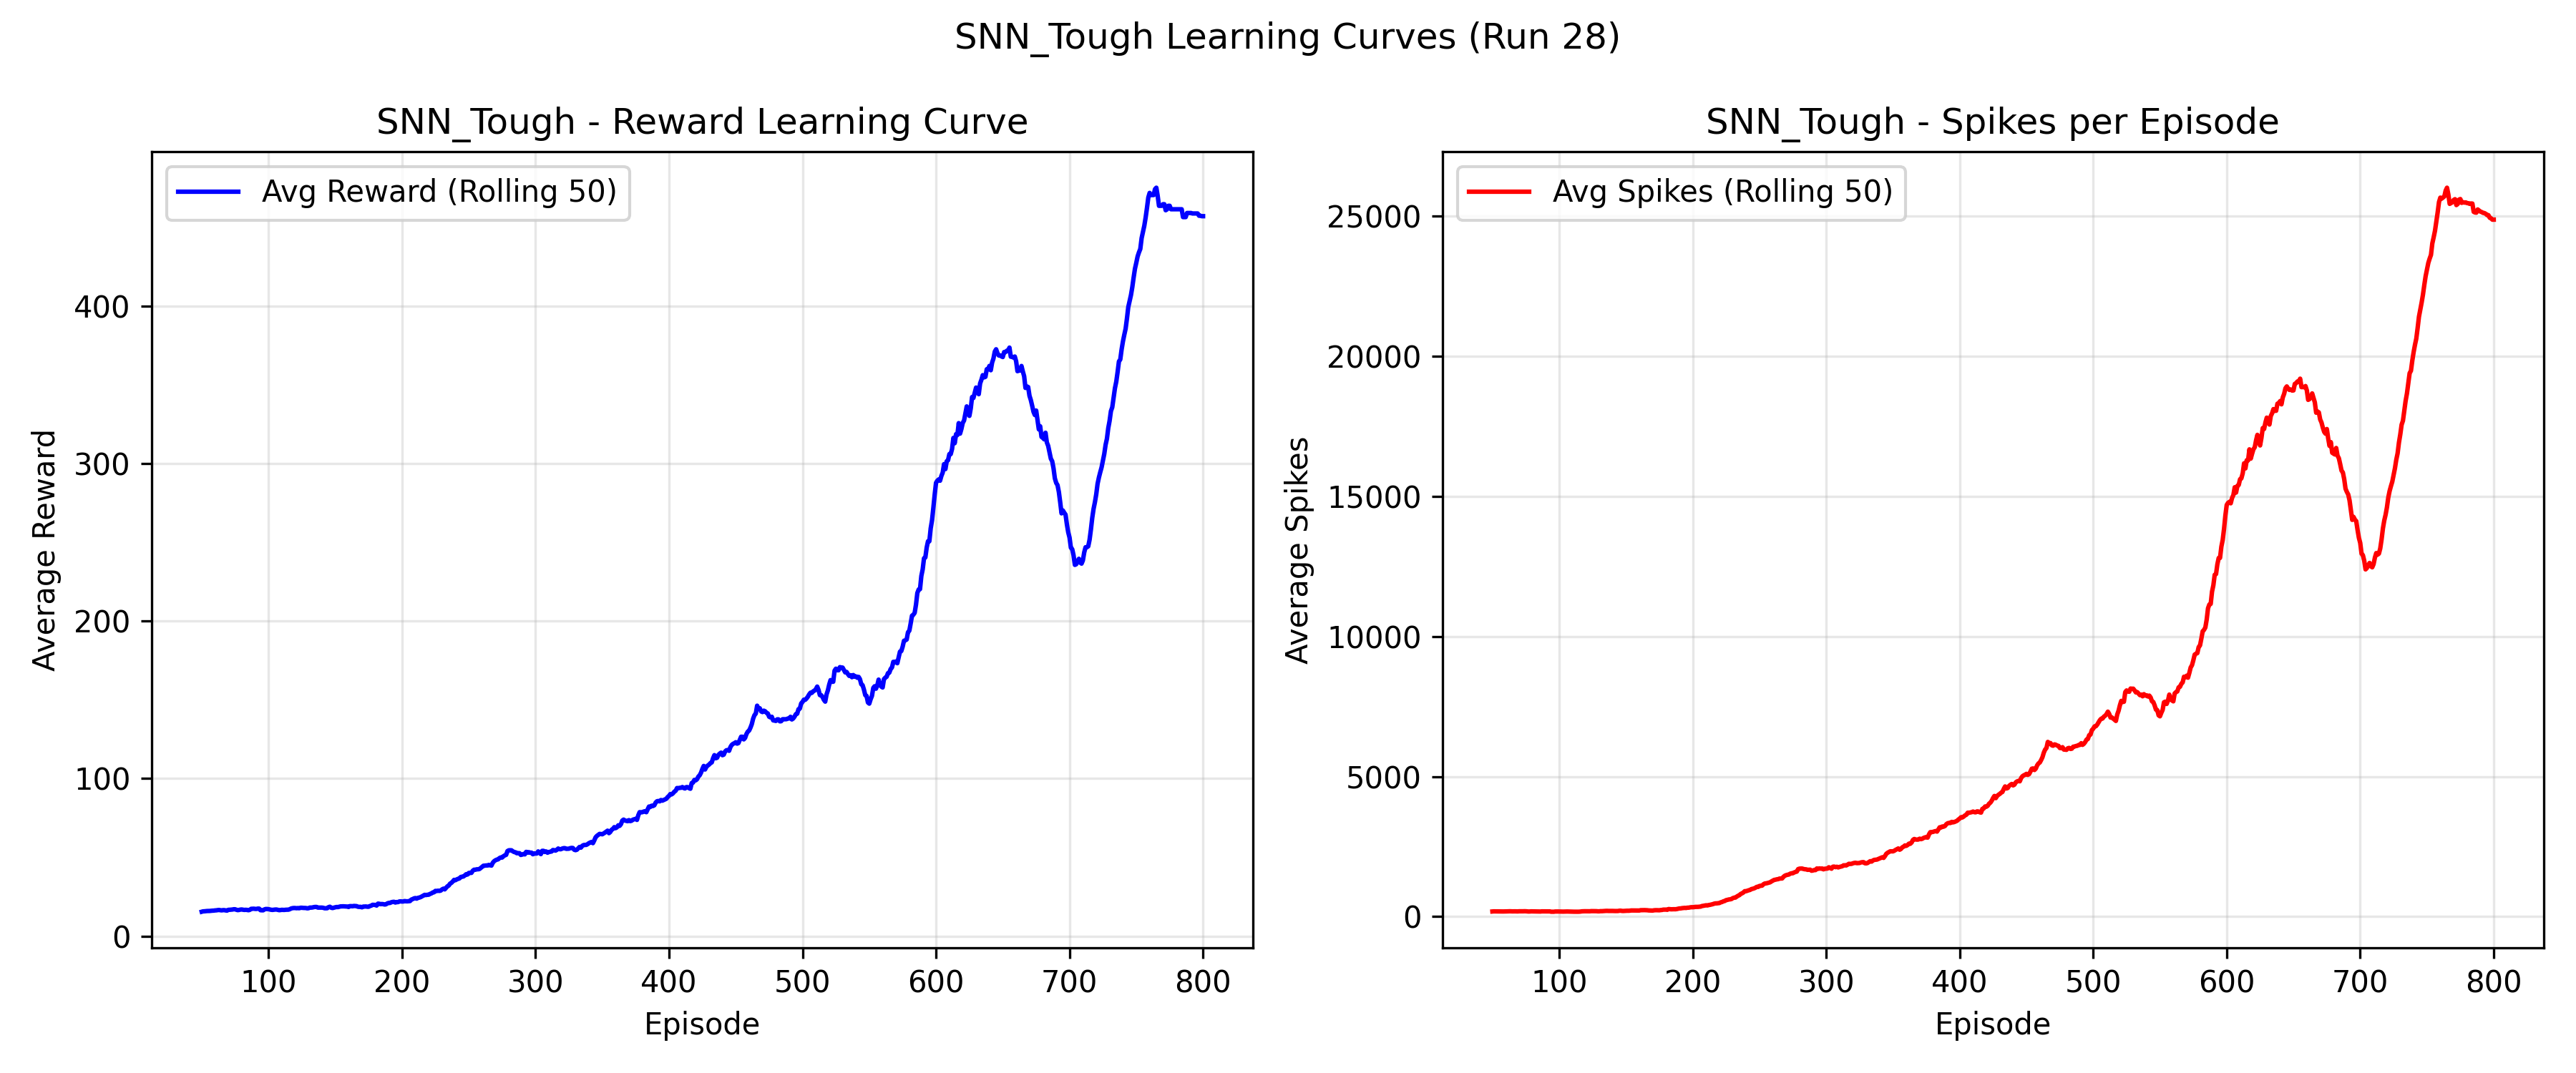 SNN_Tough Learning Curves (Run 28)
SNN_Tough - Reward Learning Curve
Avg Reward (Rolling 50)
Average Reward
400
300
200
100
0
100 200 300 400 500 600 700 800
Episode
SNN_Tough - Spikes per Episode
Avg Spikes (Rolling 50)
Average Spikes
25000
20000
15000
10000
5000
0
100 200 300 400 500 600 700 800
Episode